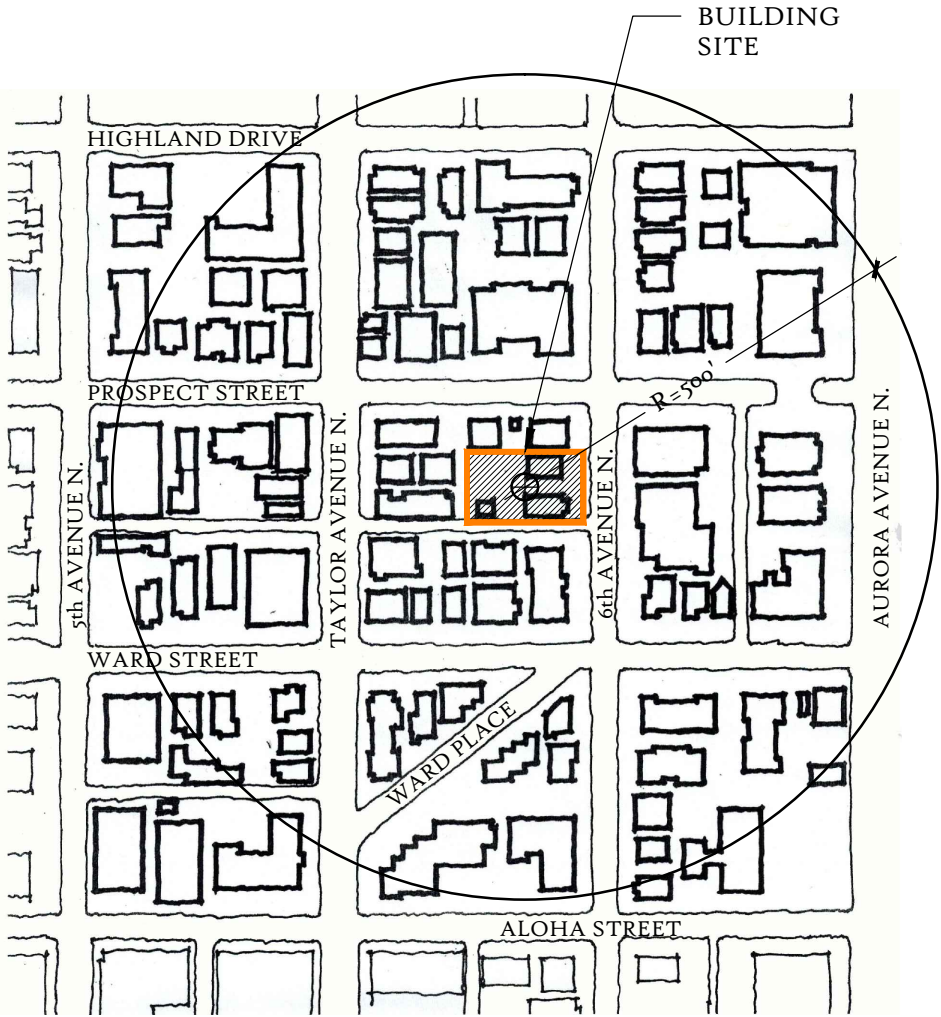 BUILDING
SITE
HIGHLAND DRIVE
R=500'
PROSPECT STREET
5th AVENUE N.
TAYLOR AVENUE N.
6th AVENUE N.
AURORA AVENUE N.
WARD STREET
WARD PLACE
ALOHA STREET